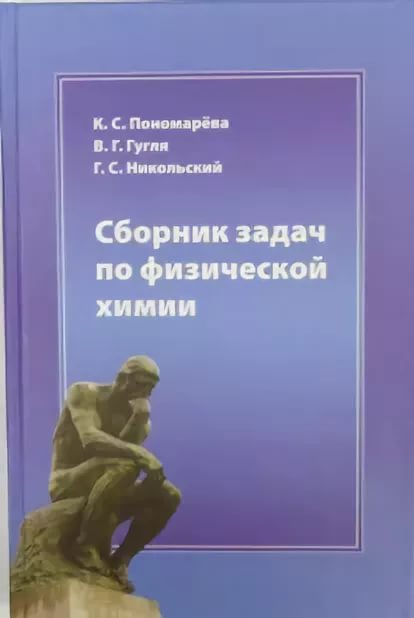 К. С. Пономарёва
В. Г. Гугля
Г. С. Никольский
Сборник задач
по физической
химии